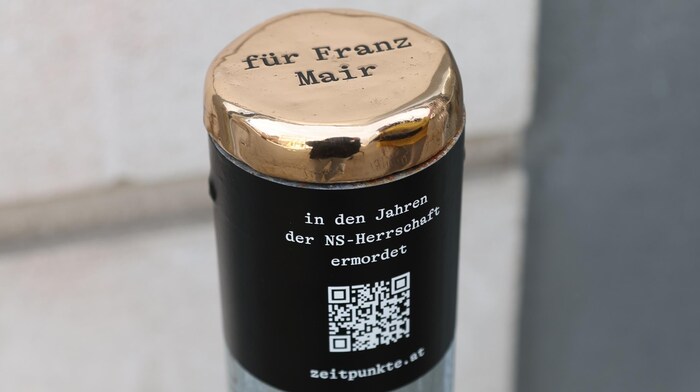 für Franz
Mair
in den Jahren
der NS-Herrschaft
ermordet
zeitpunkte.at